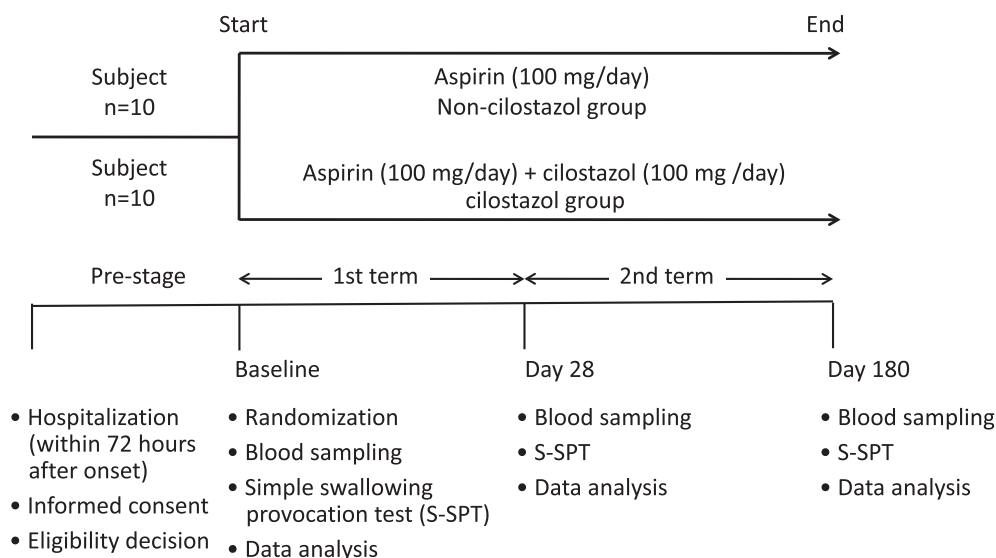 Start
End
Subject
n=10
Aspirin (100 mg/day)
Non-cilostazol group
Subject
n=10
Aspirin (100 mg/day) + cilostazol (100 mg /day)
cilostazol group
Pre-stage
1st term
2nd term
Baseline
Day 28
Day 180
• Hospitalization
(within 72 hours
after onset)
• Informed consent
• Eligibility decision
• Randomization
• Blood sampling
• Simple swallowing
provocation test (S-SPT)
• Data analysis
• Blood sampling
• S-SPT
• Data analysis
• Blood sampling
• S-SPT
• Data analysis